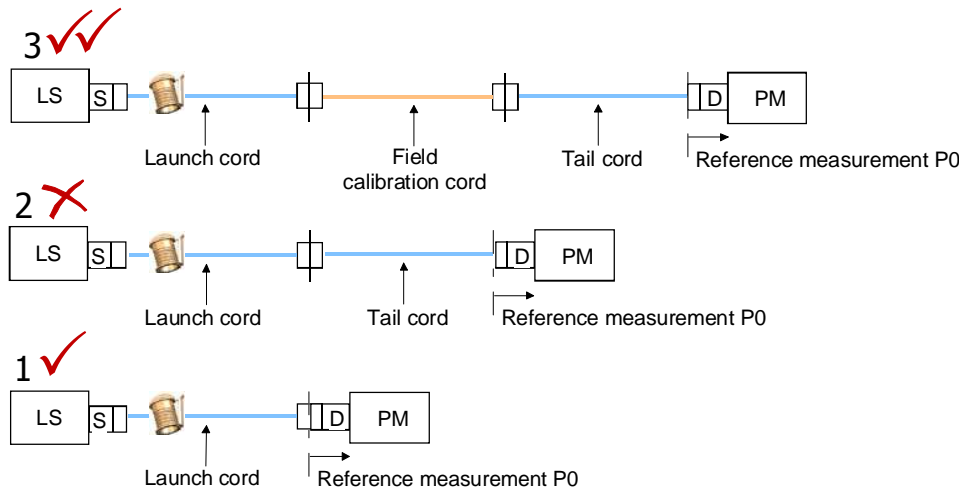 3
LS S D PM
Launch cord
Field
calibration cord
Tail cord
Reference measurement P0
2
LS S D PM
Launch cord
Tail cord
Reference measurement P0
1
LS S D PM
Launch cord
Reference measurement P0